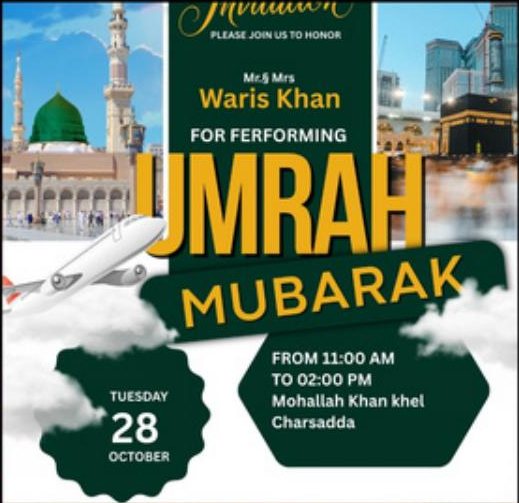 Invitation
PLEASE JOIN US TO HONOR
Mr.§ Mrs
Waris Khan
FOR FERFORMING
UMRAH
MUBARAK
FROM 11:00 AM
TO 02:00 PM
Mohallah Khan khel
Charsadda
TUESDAY
28
OCTOBER